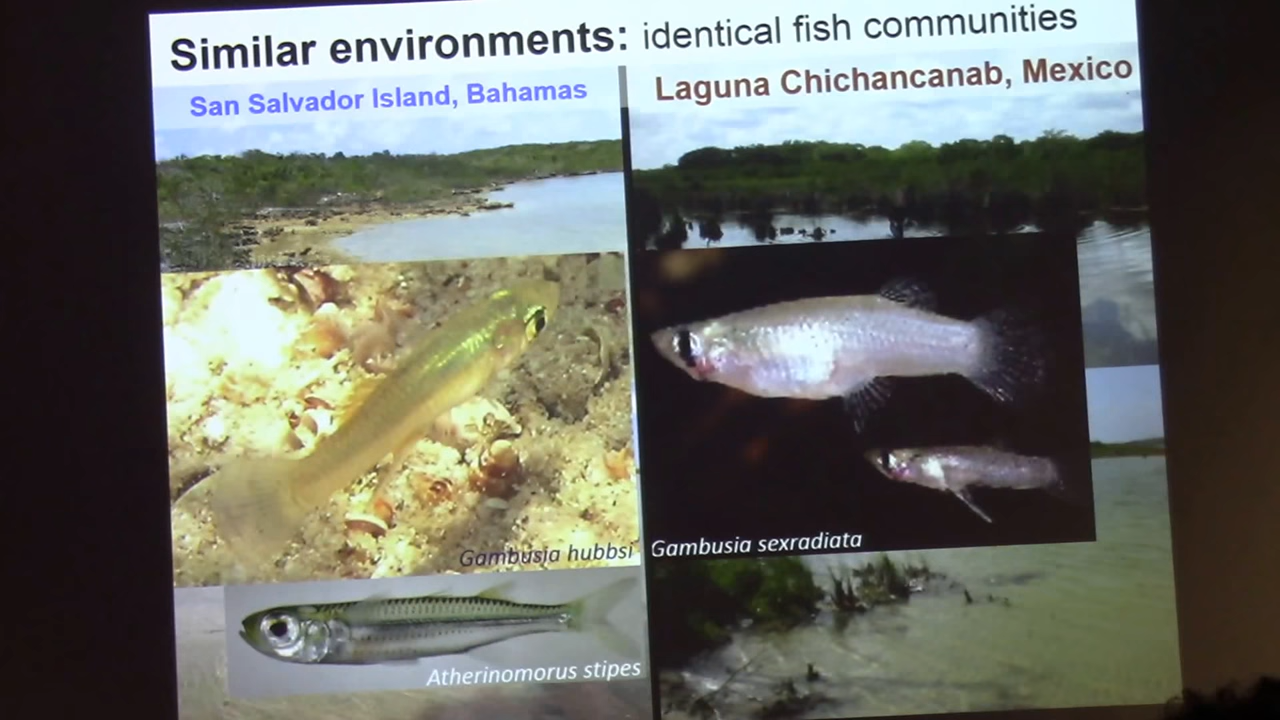 Similar environments: identical fish communities
San Salvador Island, Bahamas
Laguna Chichancanab, Mexico
Gambusia hubbsi
Gambusia sexradiata
Atherinomorus stipes